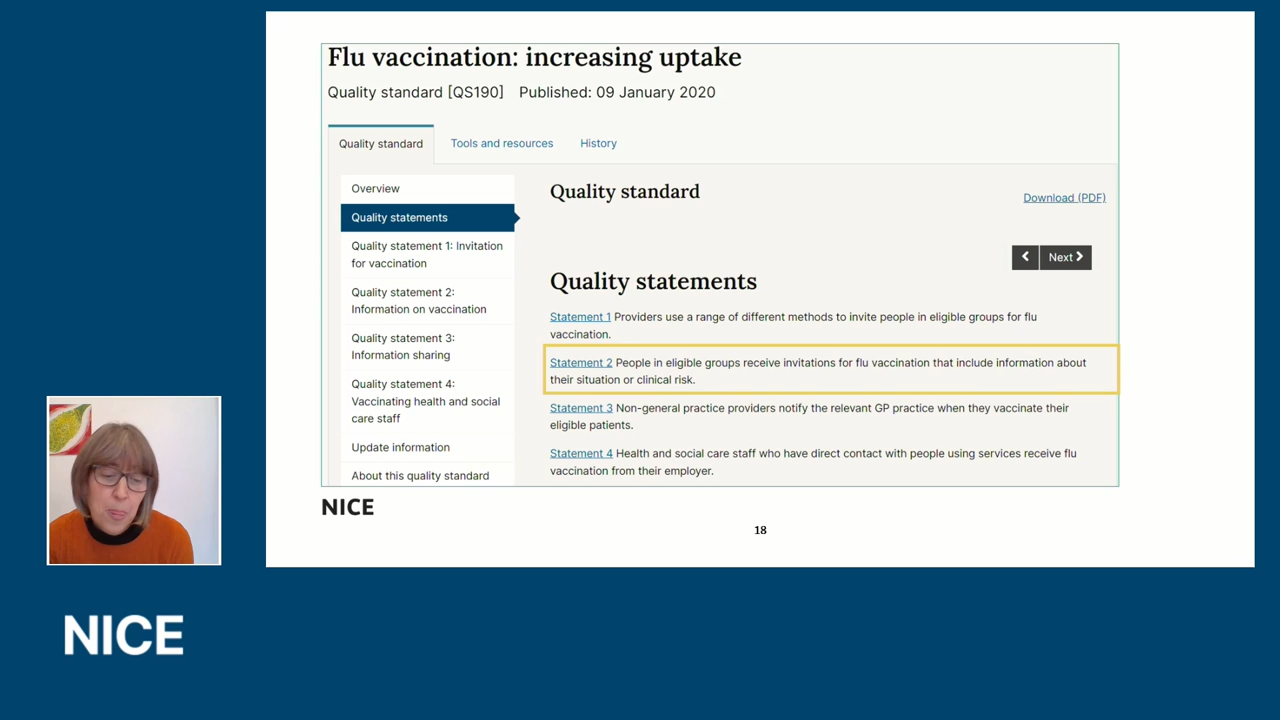 Flu vaccination: increasing uptake
Quality standard [QS190] Published: 09 January 2020
Quality standard Tools and resources History
Overview
Quality statements
Quality statement 1: Invitation
for vaccination
Quality statement 2:
Information on vaccination
Quality statement 3:
Information sharing
Quality statement 4:
Vaccinating health and social
care staff
Update information
About this quality standard
Quality standard
Download (PDF)
Next
Quality statements
Statement 1 Providers use a range of different methods to invite people in eligible groups for flu
vaccination.
Statement 2 People in eligible groups receive invitations for flu vaccination that include information about
their situation or clinical risk.
Statement 3 Non-general practice providers notify the relevant GP practice when they vaccinate their
eligible patients.
Statement 4 Health and social care staff who have direct contact with people using services receive flu
vaccination from their employer.
NICE
18
NICE